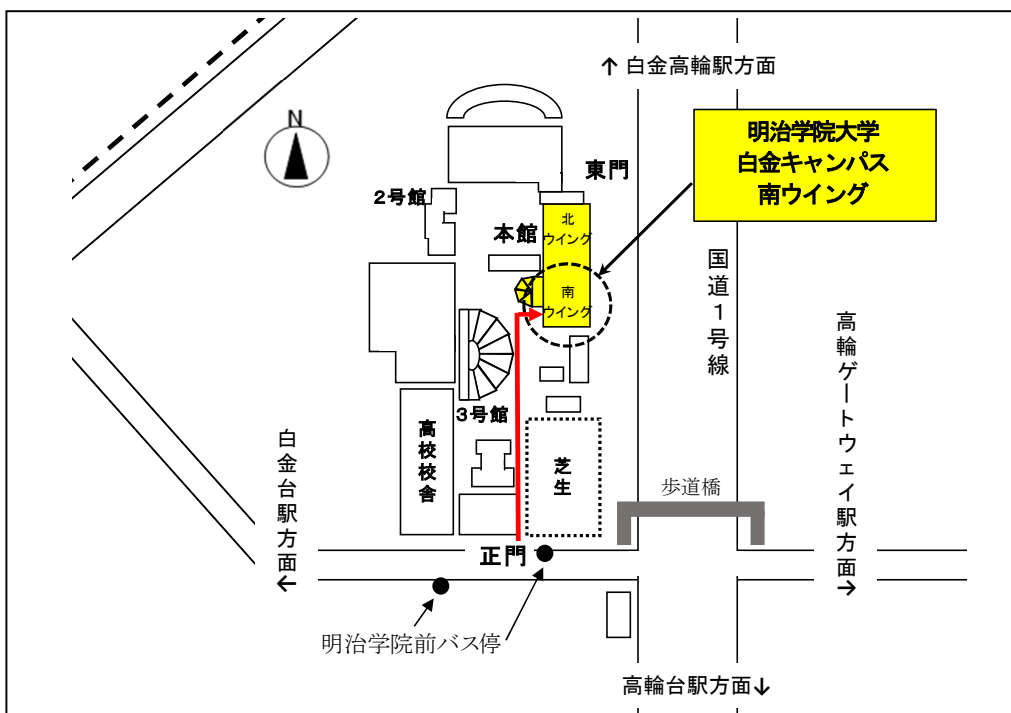 ↑ 白金高輪駅方面
N
明治学院大学
白金キャンパス
南ウイング
東門
2号館
北
ウイング
本館
南
ウイング
国道1号線
高輪ゲートウェイ駅方面→
3号館
高校校舎
芝生
白金台駅方面←
歩道橋
正門
明治学院前バス停
高輪台駅方面↓